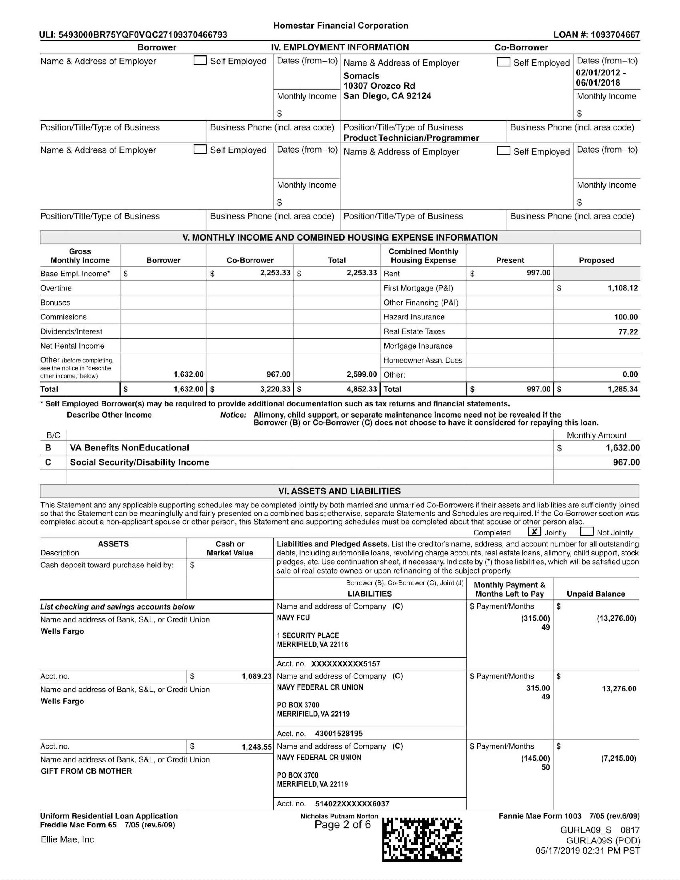 Homestar Financial Corporation
ULI: 5493000BR75YQF0VQC27109370466793
LOAN #: 1093704667
Borrower IV. EMPLOYMENT INFORMATION Co-Borrower
Name & Address of Employer Self Employed Dates (from–to) Name & Address of Employer Self Employed Dates (from–to)
Somacis 02/01/2012 -
10307 Orozco Rd 06/01/2018
Monthly Income San Diego, CA 92124 Monthly Income
$ $
Position/Title/Type of Business Business Phone (incl. area code) Position/Title/Type of Business Business Phone (incl. area code)
Product Technician/Programmer
Name & Address of Employer Self Employed Dates (from–to) Name & Address of Employer Self Employed Dates (from–to)
Monthly Income Monthly Income
$ $
Position/Title/Type of Business Business Phone (incl. area code) Position/Title/Type of Business Business Phone (incl. area code)
V. MONTHLY INCOME AND COMBINED HOUSING EXPENSE INFORMATION
Gross Monthly Income Borrower Co-Borrower Total Combined Monthly Housing Expense Present Proposed
Base Empl. Income* $ $ 2,253.33 $ 2,253.33 Rent $ 997.00
Overtime First Mortgage (P&I) $ 1,108.12
Bonuses Other Financing (P&I)
Commissions Hazard Insurance 100.00
Dividends/Interest Real Estate Taxes 77.22
Net Rental Income Mortgage Insurance
Other (before completing, Homeowner Assn. Dues
see the notice in "describe
other income," below) 1,632.00 967.00 2,599.00 Other: 0.00
Total $ 1,632.00 $ 3,220.33 $ 4,852.33 Total $ 997.00 $ 1,285.34
* Self Employed Borrower(s) may be required to provide additional documentation such as tax returns and financial statements.
Describe Other Income Notice: Alimony, child support, or separate maintenance income need not be revealed if the
Borrower (B) or Co-Borrower (C) does not choose to have it considered for repaying this loan.
B/C Monthly Amount
B VA Benefits NonEducational $ 1,632.00
C Social Security/Disability Income 967.00
VI. ASSETS AND LIABILITIES
This Statement and any applicable supporting schedules may be completed jointly by both married and unmarried Co-Borrowers if their assets and liabilities are sufficiently joined
so that the Statement can be meaningfully and fairly presented on a combined basis; otherwise, separate Statements and Schedules are required. If the Co-Borrower section was
completed about a non-applicant spouse or other person, this Statement and supporting schedules must be completed about that spouse or other person also.
Completed X Jointly Not Jointly
ASSETS Cash or Market Value
Description
Cash deposit toward purchase held by: $
Liabilities and Pledged Assets. List the creditor's name, address, and account number for all outstanding
debts, including automobile loans, revolving charge accounts, real estate loans, alimony, child support, stock
pledges, etc. Use continuation sheet, if necessary. Indicate by (*) those liabilities, which will be satisfied upon
sale of real estate owned or upon refinancing of the subject property.
Borrower (B), Co-Borrower (C), Joint (J)
LIABILITIES Monthly Payment & Months Left to Pay Unpaid Balance
List checking and savings accounts below
Name and address of Company (C) $ Payment/Months $
Name and address of Bank, S&L, or Credit Union NAVY FCU (315.00) (13,276.00)
Wells Fargo 49
1 SECURITY PLACE
MERRIFIELD, VA 22116
Acct. no. XXXXXXXXXX5157
Acct. no. $ 1,089.23 Name and address of Company (C) $ Payment/Months $
Name and address of Bank, S&L, or Credit Union NAVY FEDERAL CR UNION 315.00 13,276.00
Wells Fargo 49
PO BOX 3700
MERRIFIELD, VA 22119
Acct. no. 43001528195
Acct. no. $ 1,248.55 Name and address of Company (C) $ Payment/Months $
Name and address of Bank, S&L, or Credit Union NAVY FEDERAL CR UNION (145.00) (7,215.00)
GIFT FROM CB MOTHER 50
PO BOX 3700
MERRIFIELD, VA 22119
Acct. no. 514022XXXXXX6037
Uniform Residential Loan Application Nicholas Putnam Norton Fannie Mae Form 1003 7/05 (rev.6/09)
Freddie Mac Form 65 7/05 (rev.6/09) Page 2 of 6
GURLA09 S 0817
Ellie Mae, Inc GURLA09S (POD)
05/17/2019 02:31 PM PST